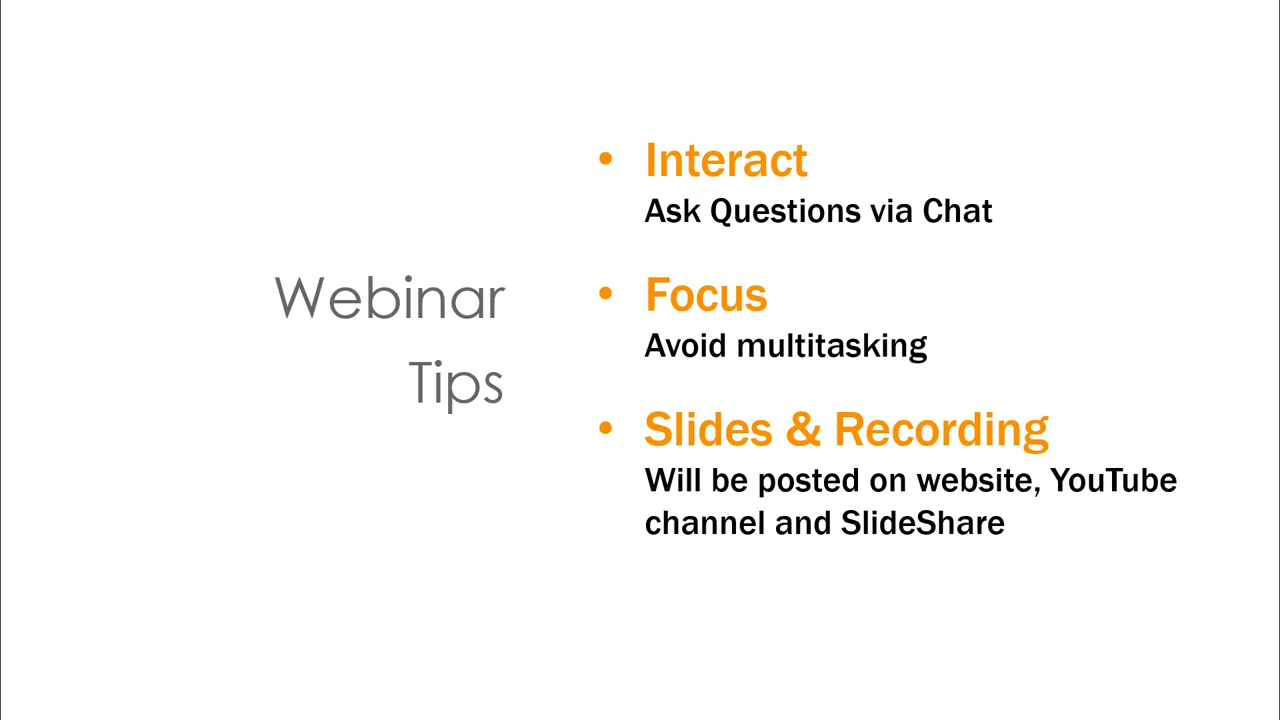 Webinar
Tips
• Interact
Ask Questions via Chat
• Focus
Avoid multitasking
• Slides & Recording
Will be posted on website, YouTube
channel and SlideShare